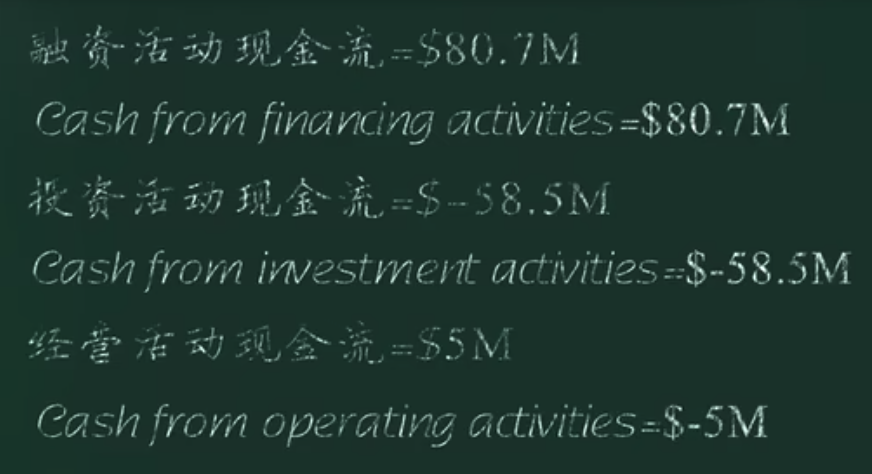 融资活动现金流=$80.7M
Cash from financing activities=$80.7M
投资活动现金流=$-58.5M
Cash from investment activities=$-58.5M
经营活动现金流=$5M
Cash from operating activities=$-5M